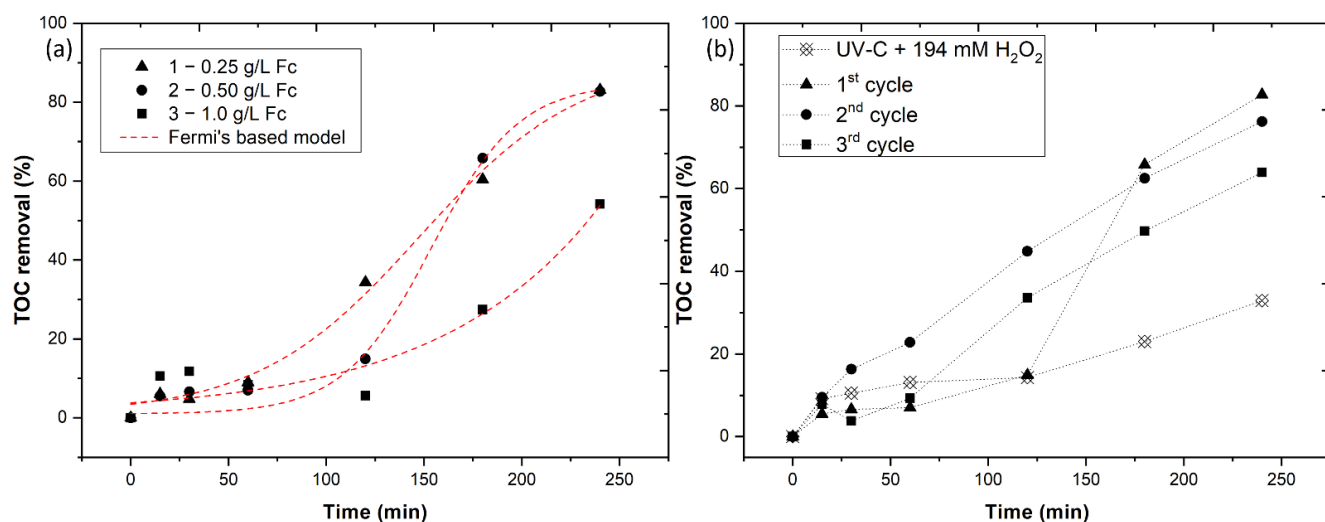 (a)
1 − 0.25 g/L Fc
2 − 0.50 g/L Fc
3 − 1.0 g/L Fc
Fermi's based model
TOC removal (%)
100
80
60
40
20
0
0 50 100 150 200 250
Time (min)
(b)
UV-C + 194 mM H₂O₂
1st cycle
2nd cycle
3rd cycle
TOC removal (%)
100
80
60
40
20
0
0 50 100 150 200 250
Time (min)